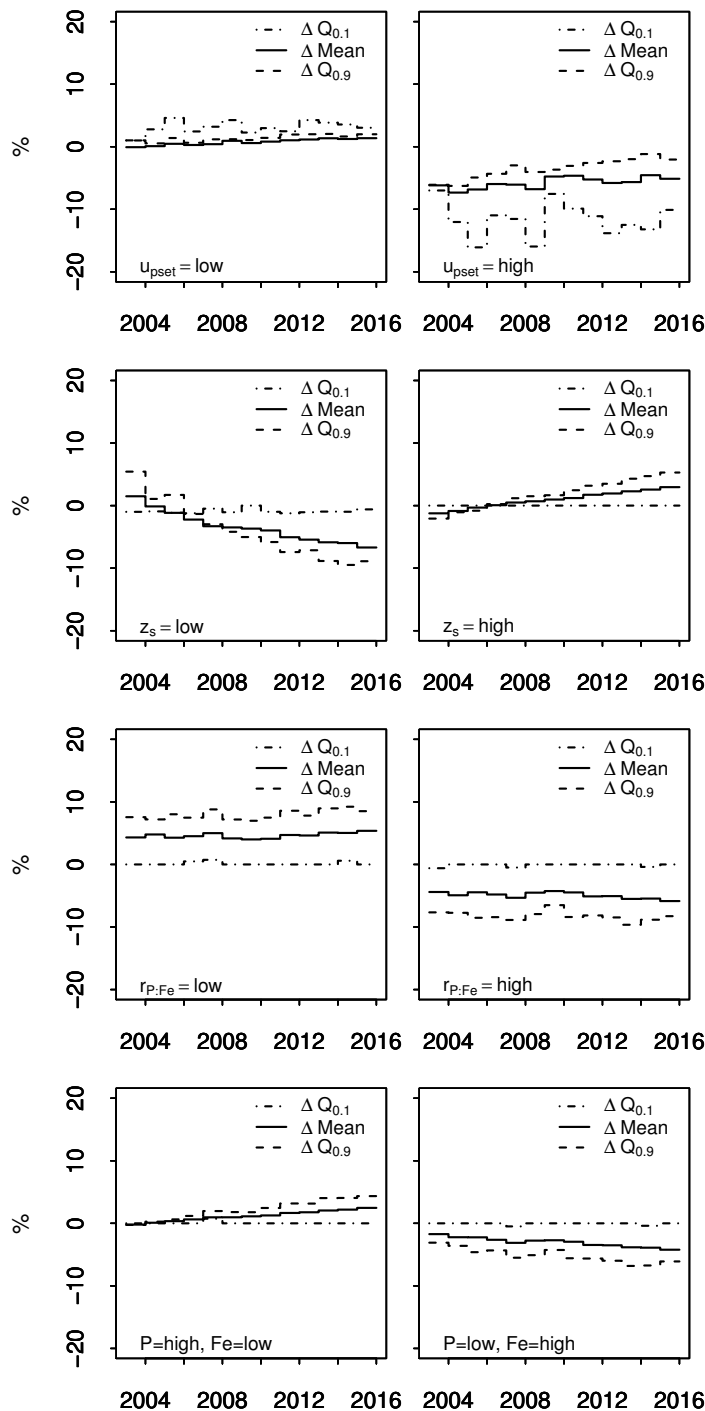 20
10
0
−10
−20
%
Δ Q0.1
Δ Mean
Δ Q0.9
upset = low
2004 2008 2012 2016
Δ Q0.1
Δ Mean
Δ Q0.9
upset = high
2004 2008 2012 2016
20
10
0
−10
−20
%
Δ Q0.1
Δ Mean
Δ Q0.9
zs = low
2004 2008 2012 2016
Δ Q0.1
Δ Mean
Δ Q0.9
zs = high
2004 2008 2012 2016
20
10
0
−10
−20
%
Δ Q0.1
Δ Mean
Δ Q0.9
rP:Fe = low
2004 2008 2012 2016
Δ Q0.1
Δ Mean
Δ Q0.9
rP:Fe = high
2004 2008 2012 2016
20
10
0
−10
−20
%
Δ Q0.1
Δ Mean
Δ Q0.9
P=high, Fe=low
2004 2008 2012 2016
Δ Q0.1
Δ Mean
Δ Q0.9
P=low, Fe=high
2004 2008 2012 2016